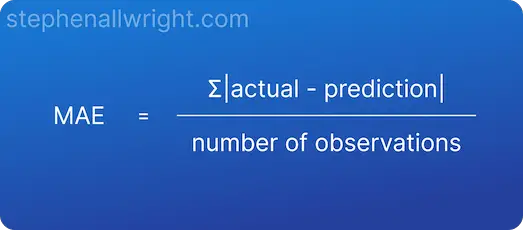 stephenallwright.com
Σ|actual - prediction|
MAE =
number of observations